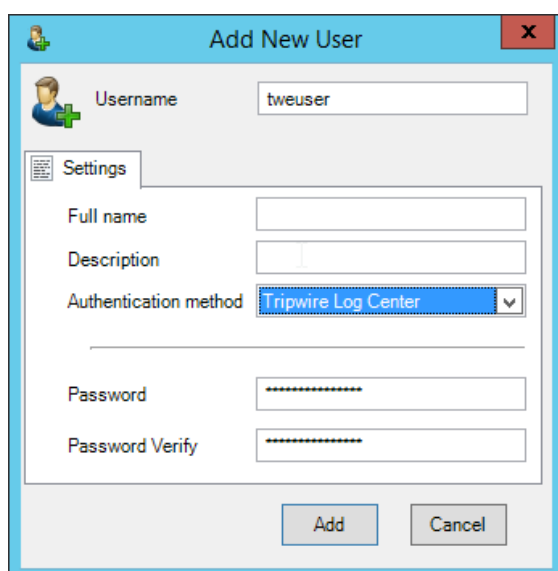 Add New User
x
Username tweuser
Settings
Full name
Description
Authentication method Tripwire Log Center
Password ***************
Password Verify ***************
Add Cancel